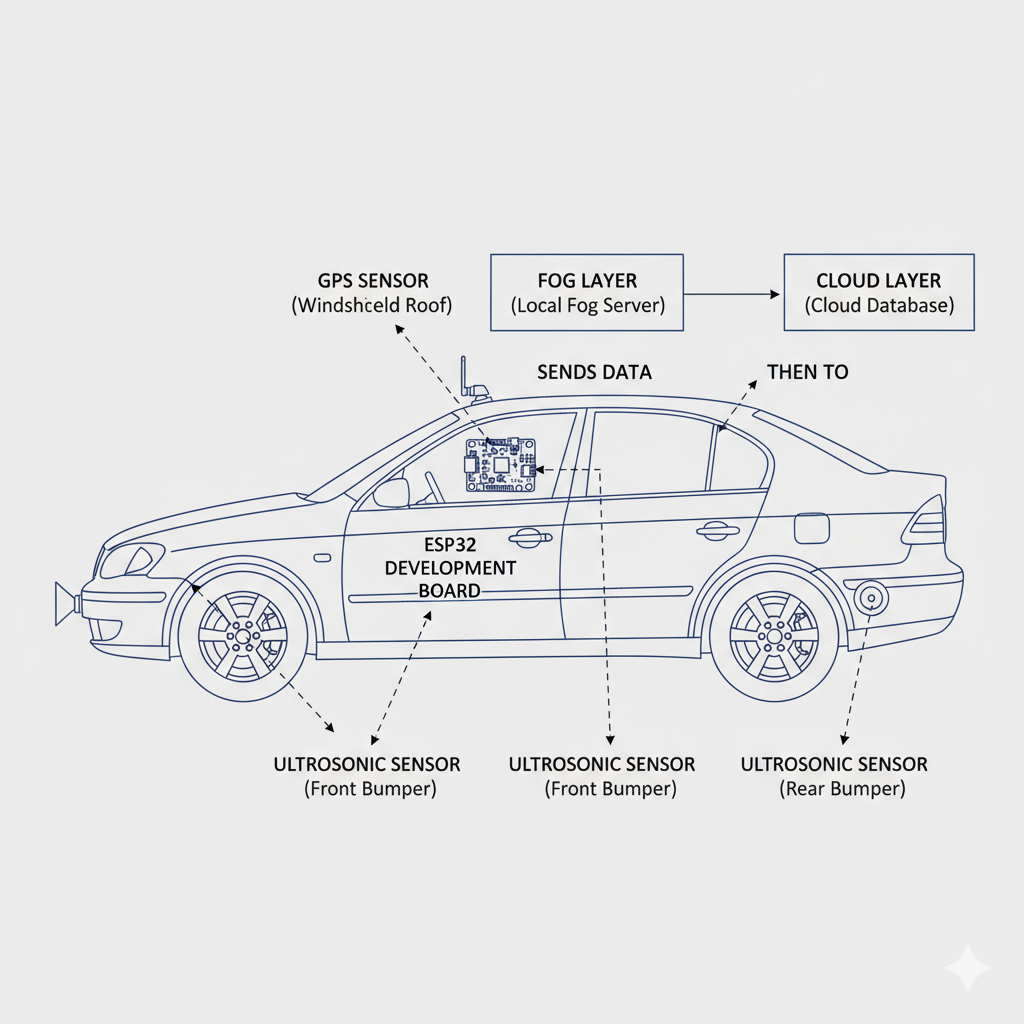 GPS SENSOR
(Windshield Roof)
FOG LAYER
(Local Fog Server)
CLOUD LAYER
(Cloud Database)
SENDS DATA
THEN TO
ESP32
DEVELOPMENT
BOARD
ULTROSONIC SENSOR
(Front Bumper)
ULTROSONIC SENSOR
(Front Bumper)
ULTROSONIC SENSOR
(Rear Bumper)